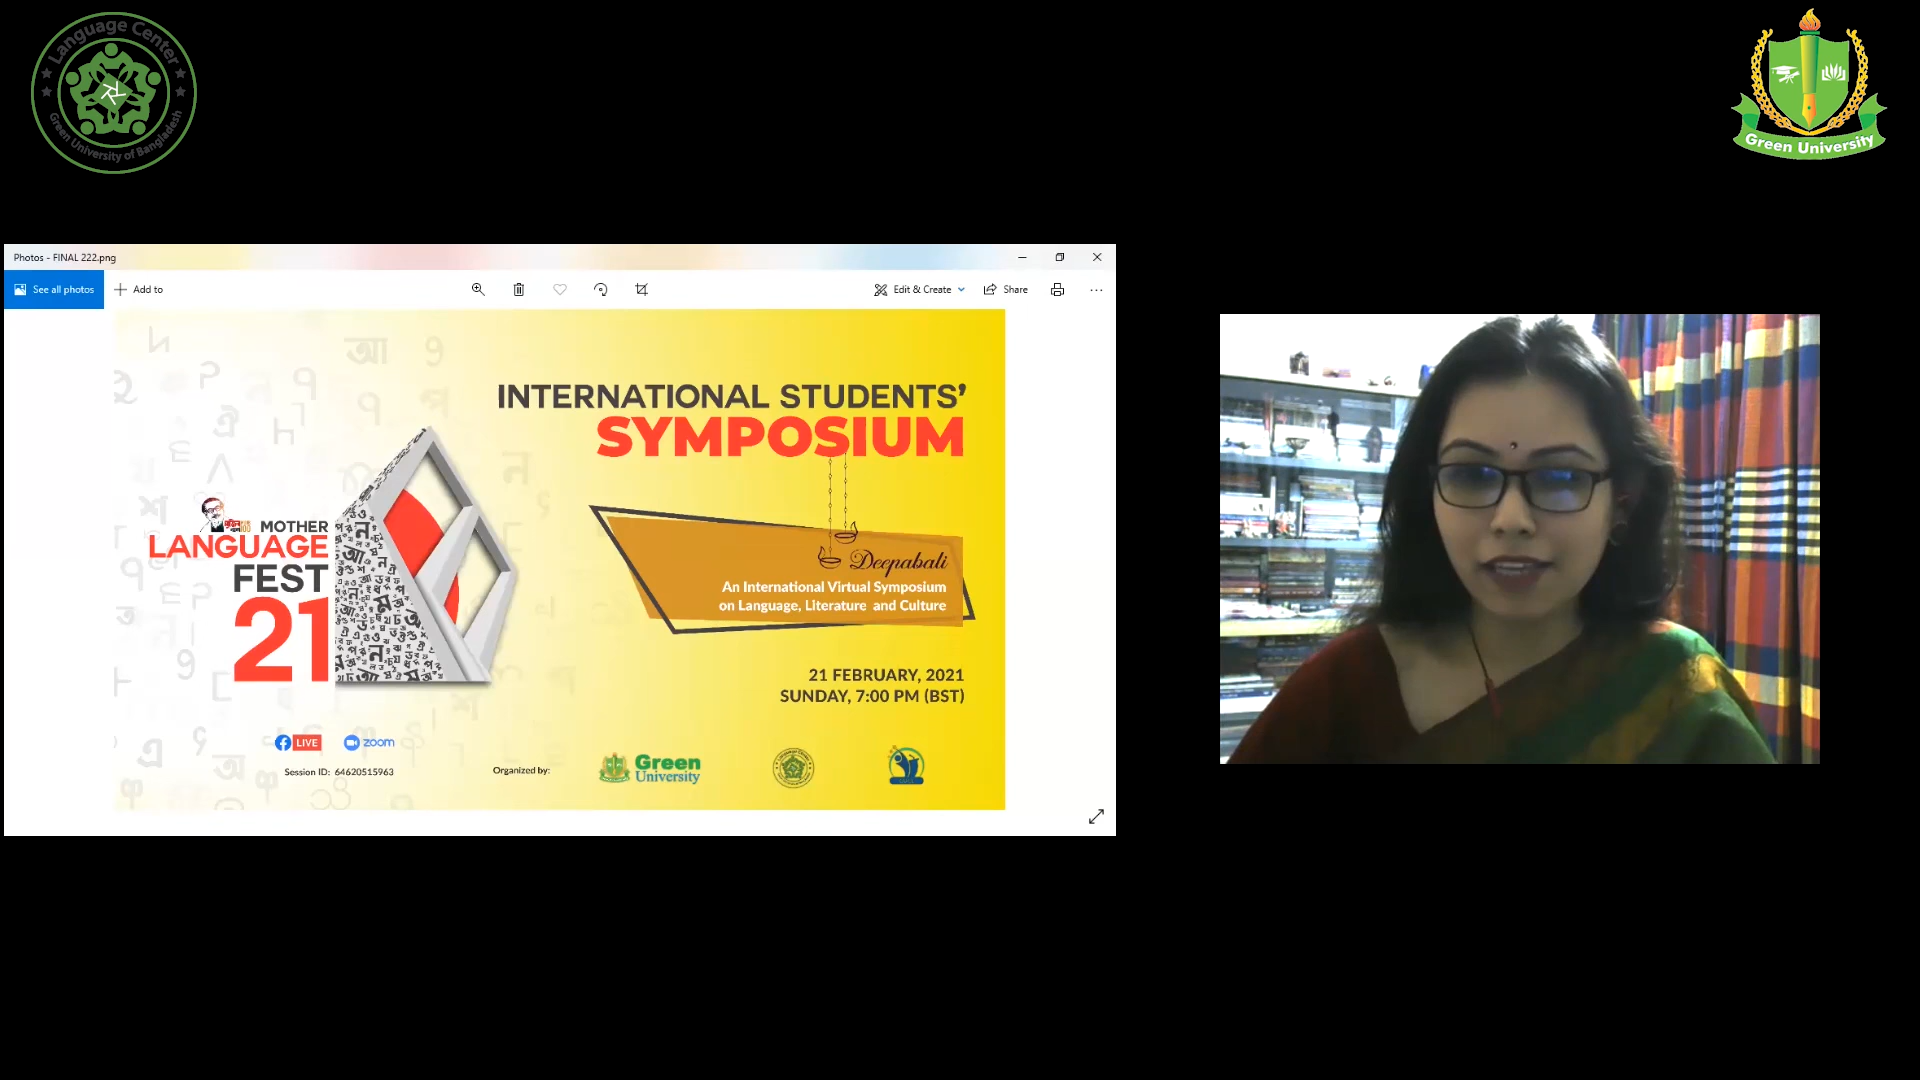 Language Center
Green University of Bangladesh
Green University
Photos - FINAL 222.png
See all photos
Add to
Edit & Create
Share
INTERNATIONAL STUDENTS'
SYMPOSIUM
MOTHER
LANGUAGE
FEST
21
Deepabali
An International Virtual Symposium
on Language, Literature and Culture
21 FEBRUARY, 2021
SUNDAY, 7:00 PM (BST)
LIVE
zoom
Session ID: 64620515963
Organized by:
Green
University